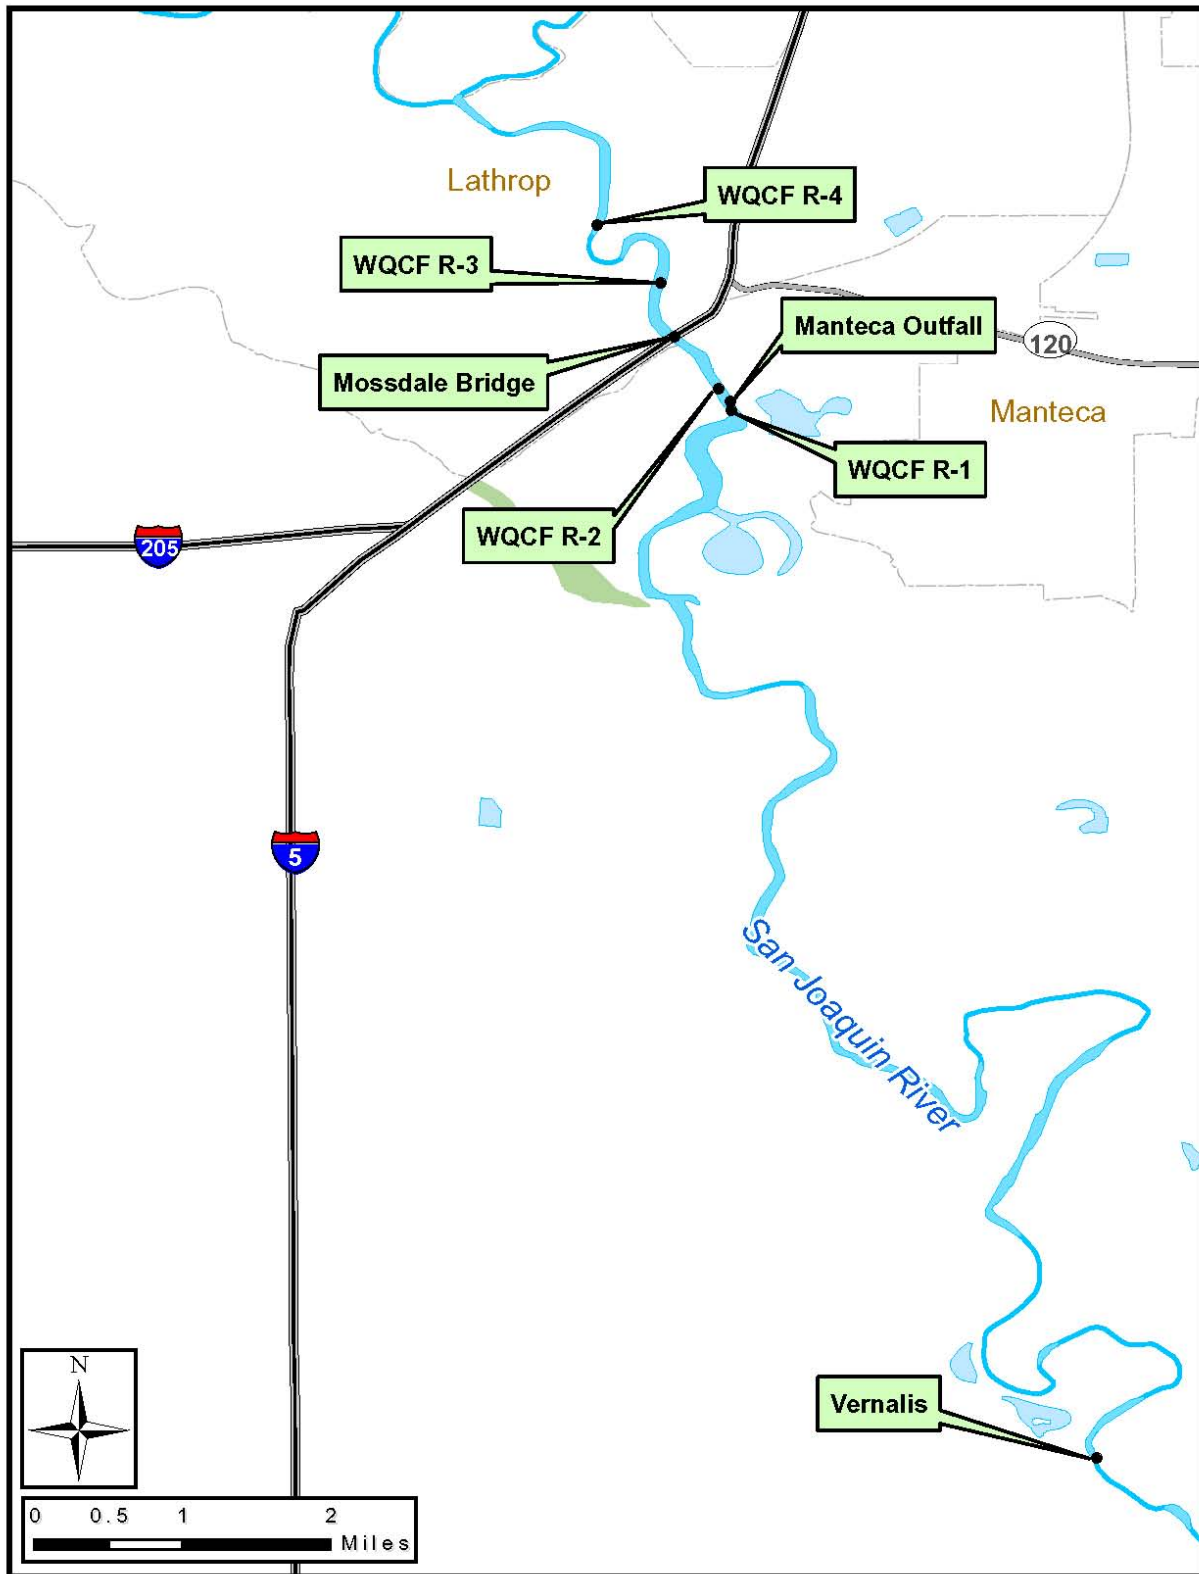 Lathrop
WQCF R-4
WQCF R-3
Manteca Outfall
120
Mossdale Bridge
Manteca
WQCF R-1
WQCF R-2
205
5
San Joaquin River
N
Vernalis
0 0.5 1 2
Miles